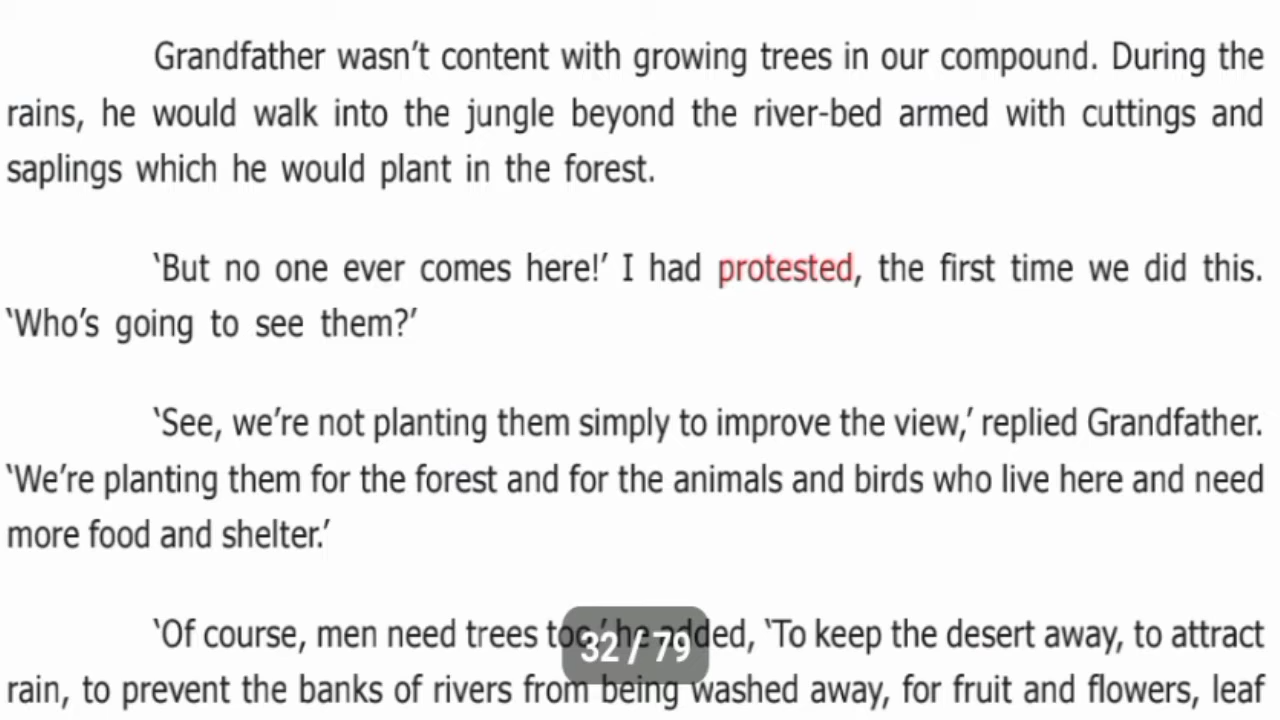 Grandfather wasn't content with growing trees in our compound. During the
rains, he would walk into the jungle beyond the river-bed armed with cuttings and
saplings which he would plant in the forest.
'But no one ever comes here!' I had protested, the first time we did this.
'Who's going to see them?'
'See, we're not planting them simply to improve the view,' replied Grandfather.
'We're planting them for the forest and for the animals and birds who live here and need
more food and shelter.'
'Of course, men need trees too,' he added, 'To keep the desert away, to attract
32 / 79
rain, to prevent the banks of rivers from being washed away, for fruit and flowers, leaf